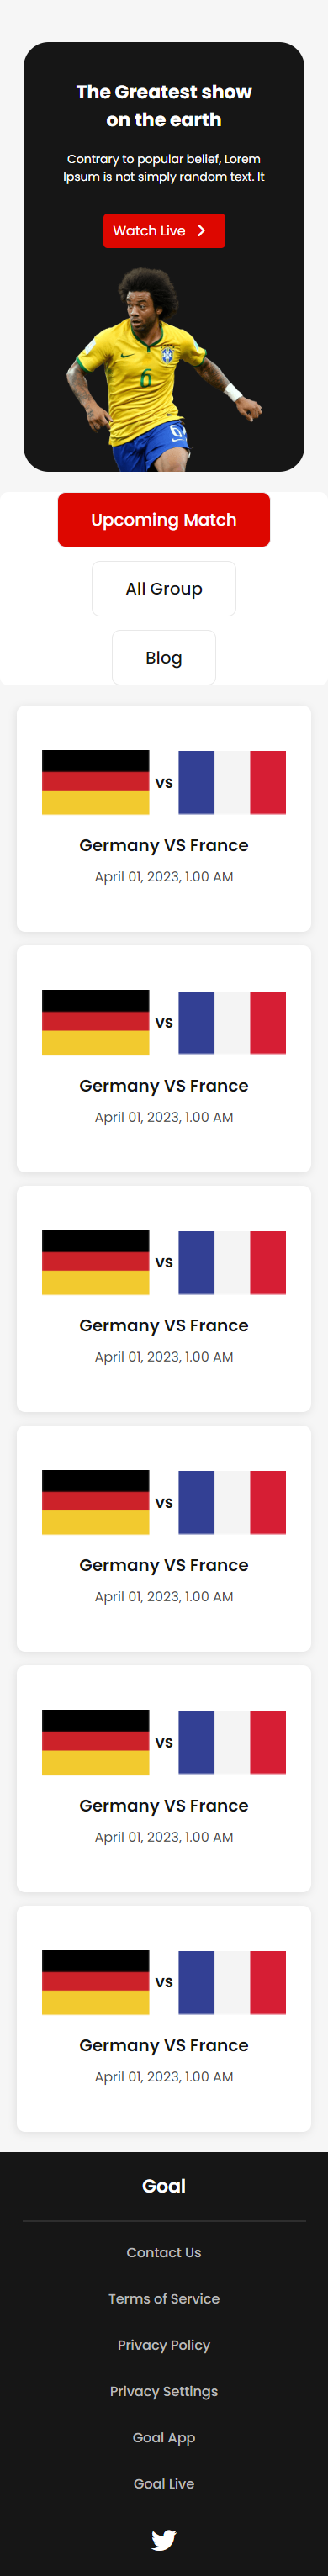 The Greatest show
on the earth
Contrary to popular belief, Lorem
Ipsum is not simply random text. It
Watch Live
6
6
Upcoming Match
All Group
Blog
VS
Germany VS France
April 01, 2023, 1.00 AM
VS
Germany VS France
April 01, 2023, 1.00 AM
VS
Germany VS France
April 01, 2023, 1.00 AM
VS
Germany VS France
April 01, 2023, 1.00 AM
VS
Germany VS France
April 01, 2023, 1.00 AM
VS
Germany VS France
April 01, 2023, 1.00 AM
Goal
Contact Us
Terms of Service
Privacy Policy
Privacy Settings
Goal App
Goal Live